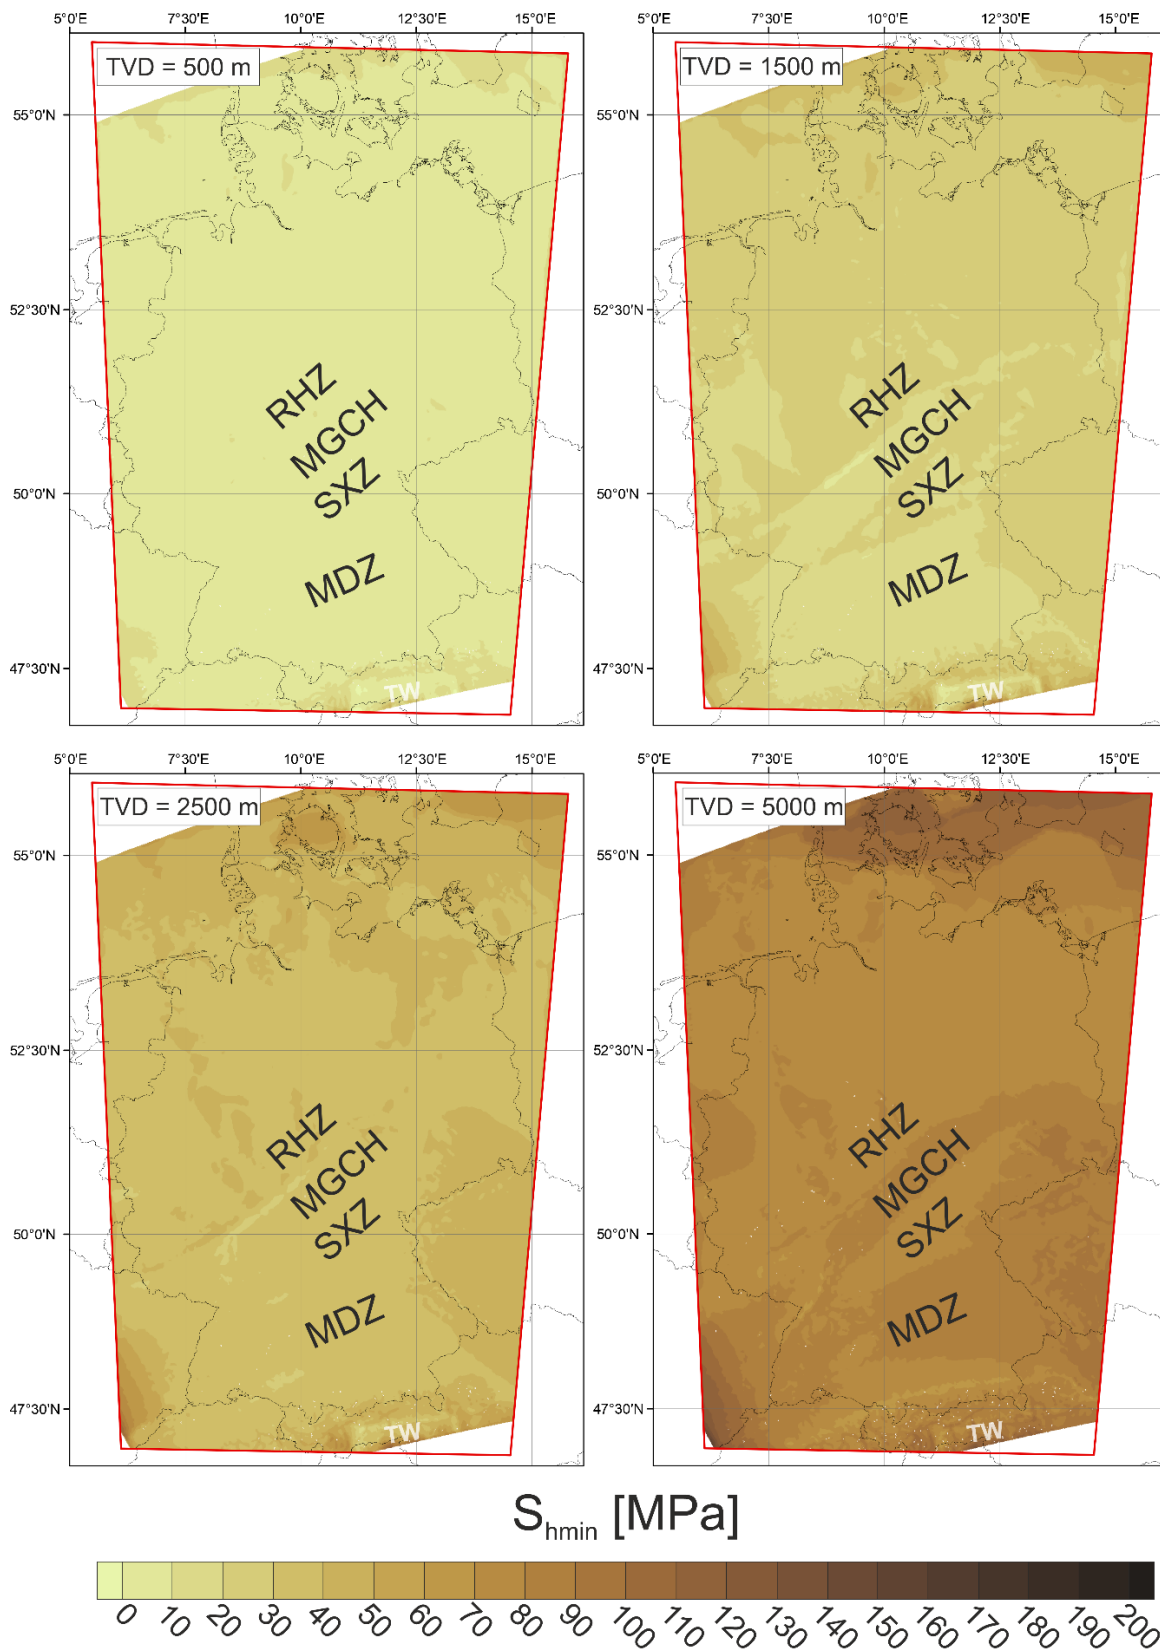 5°0'E 7°30'E 10°0'E 12°30'E 15°0'E 5°0'E 7°30'E 10°0'E 12°30'E 15°0'E
TVD = 500 m
TVD = 1500 m
55°0'N
52°30'N
50°0'N
47°30'N
RHZ
MGCH
SXZ
MDZ
TW
RHZ
MGCH
SXZ
MDZ
TW
5°0'E 7°30'E 10°0'E 12°30'E 15°0'E 5°0'E 7°30'E 10°0'E 12°30'E 15°0'E
TVD = 2500 m
TVD = 5000 m
55°0'N
55°0'N
52°30'N
52°30'N
50°0'N
50°0'N
47°30'N
47°30'N
RHZ
MGCH
SXZ
MDZ
TW
RHZ
MGCH
SXZ
MDZ
TW
55°0'N
52°30'N
50°0'N
47°30'N
Shmin [MPa]
0 10 20 30 40 50 60 70 80 90 100 110 120 130 140 150 160 170 180 190 200